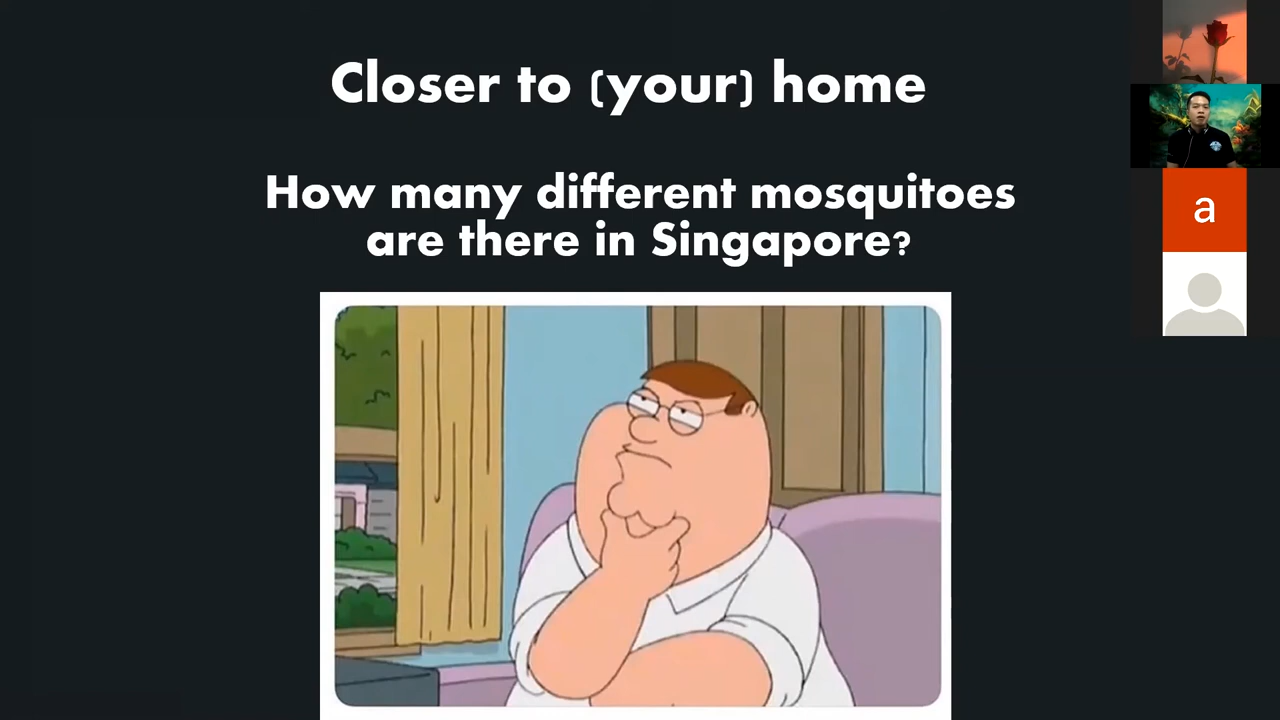 Closer to (your) home
How many different mosquitoes
are there in Singapore?
a